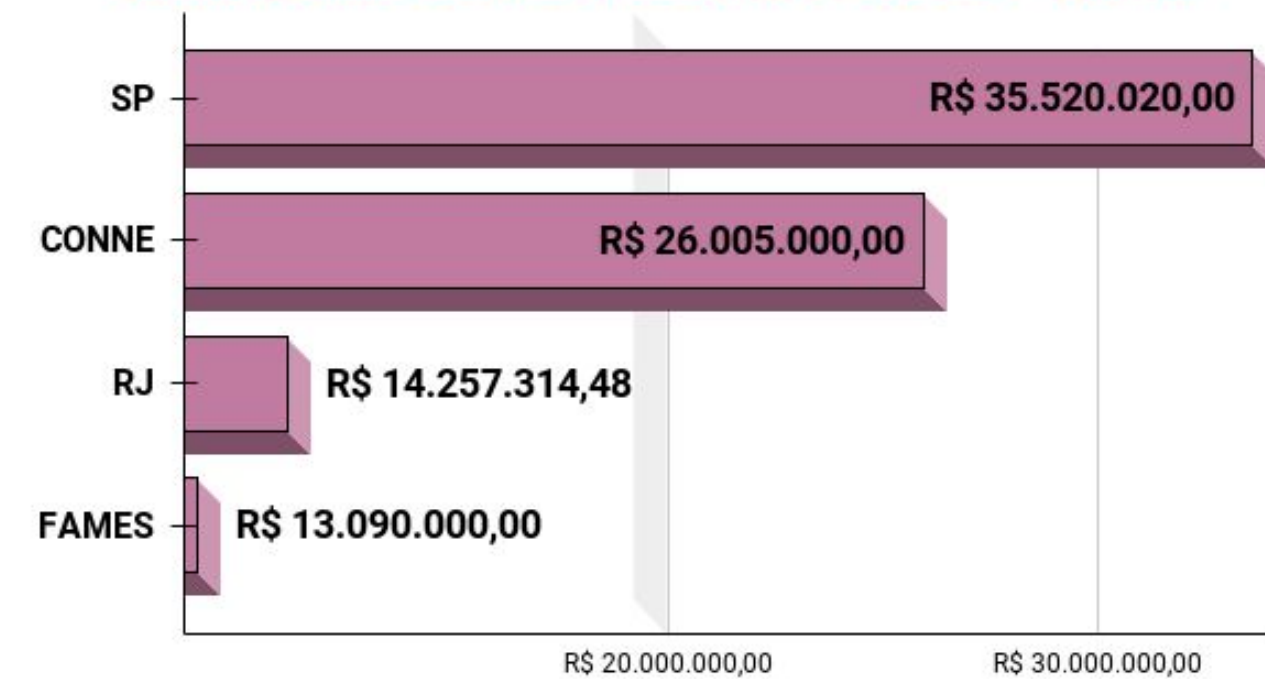 SP
R$ 35.520.020,00
CONNE
R$ 26.005.000,00
RJ
R$ 14.257.314,48
FAMES
R$ 13.090.000,00
R$ 20.000.000,00
R$ 30.000.000,00